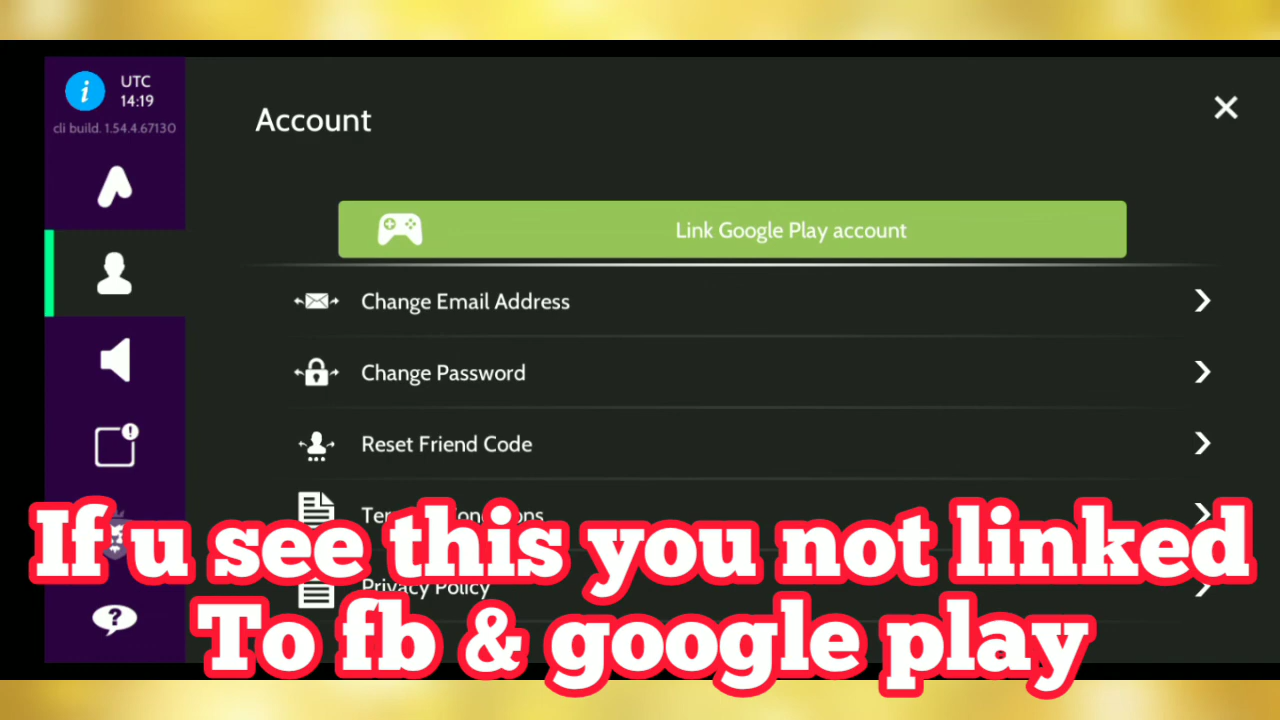 UTC
14:19
cli build. 1.54.4.67130
Account
Link Google Play account
Change Email Address
Change Password
Reset Friend Code
Privacy Policy
If u see this you not linked
To fb & google play